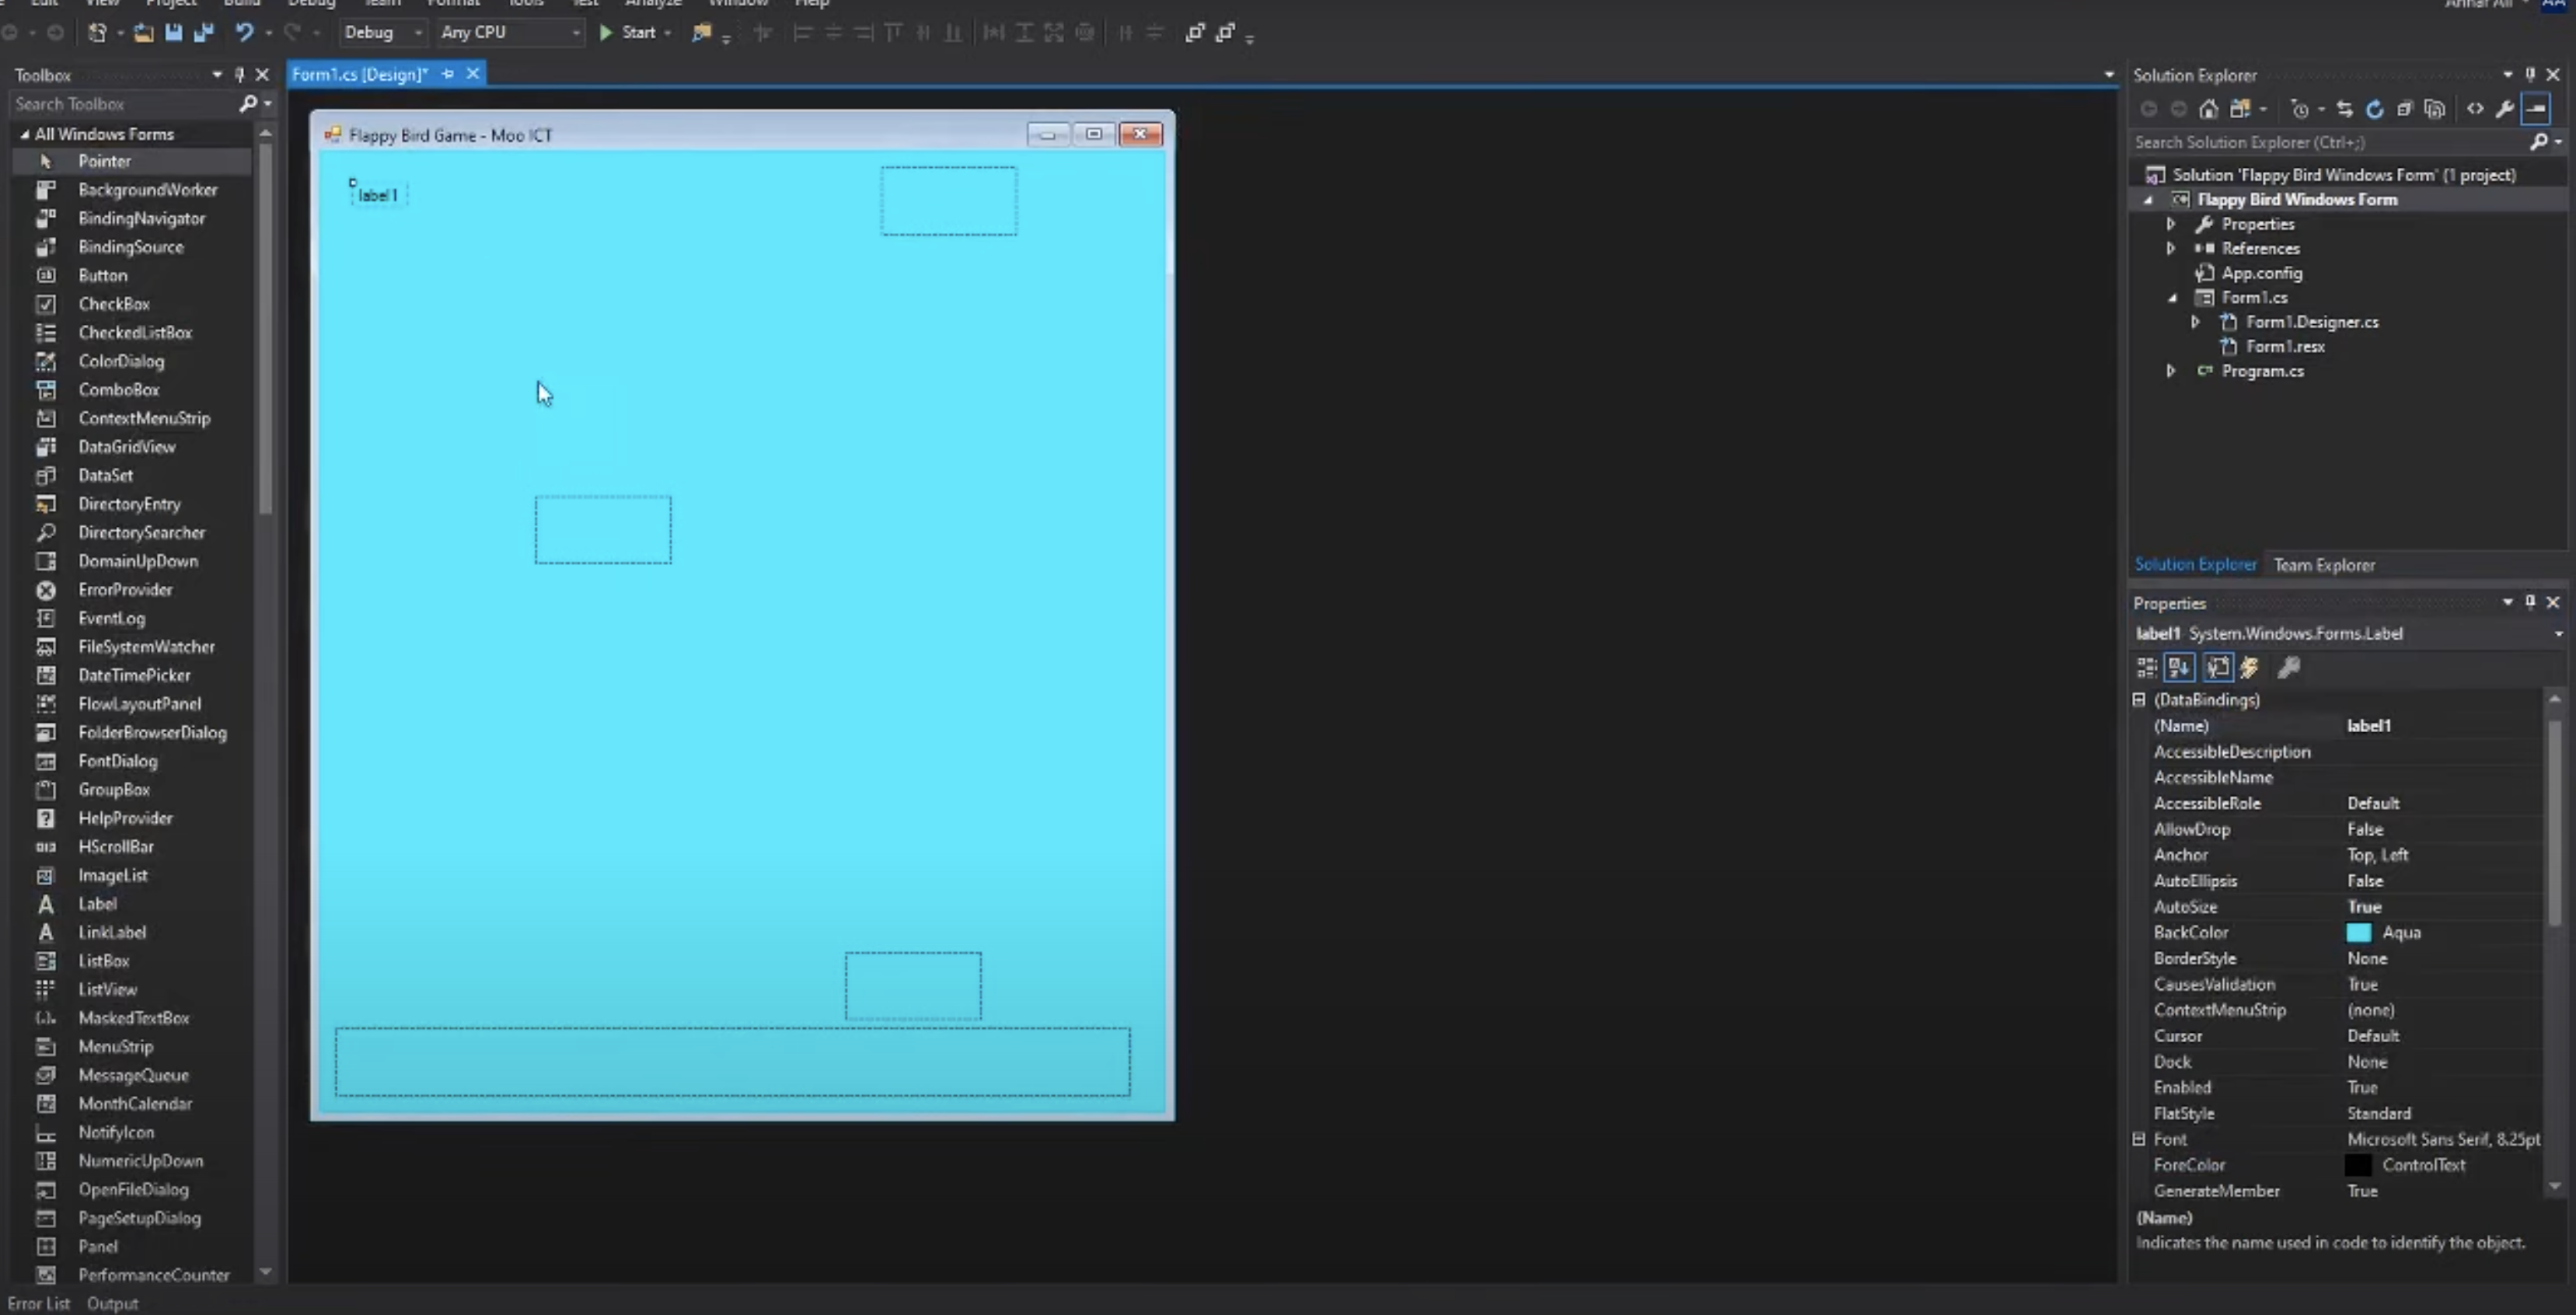 Edit View Project Build Debug Team Format Tools Test Analyze Window Help
Debug Any CPU Start
Toolbox
Search Toolbox
All Windows Forms
Pointer
BackgroundWorker
BindingNavigator
BindingSource
Button
CheckBox
CheckedListBox
ColorDialog
ComboBox
ContextMenuStrip
DataGridView
DataSet
DirectoryEntry
DirectorySearcher
DomainUpDown
ErrorProvider
EventLog
FileSystemWatcher
DateTimePicker
FlowLayoutPanel
FolderBrowserDialog
FontDialog
GroupBox
HelpProvider
HScrollBar
ImageList
Label
LinkLabel
ListBox
ListView
MaskedTextBox
MenuStrip
MessageQueue
MonthCalendar
NotifyIcon
NumericUpDown
OpenFileDialog
PageSetupDialog
Panel
PerformanceCounter
Error List Output
Form1.cs [Design]*
Flappy Bird Game - Moo ICT
label1
Solution Explorer
Search Solution Explorer (Ctrl+;)
Solution 'Flappy Bird Windows Form' (1 project)
Flappy Bird Windows Form
Properties
References
App.config
Form1.cs
Form1.Designer.cs
Form1.resx
Program.cs
Solution Explorer Team Explorer
Properties
label1 System.Windows.Forms.Label
(DataBindings)
(Name) label1
AccessibleDescription
AccessibleName
AccessibleRole Default
AllowDrop False
Anchor Top, Left
AutoEllipsis False
AutoSize True
BackColor Aqua
BorderStyle None
CausesValidation True
ContextMenuStrip (none)
Cursor Default
Dock None
Enabled True
FlatStyle Standard
Font Microsoft Sans Serif, 8.25pt
ForeColor ControlText
GenerateMember True
(Name)
Indicates the name used in code to identify the object.